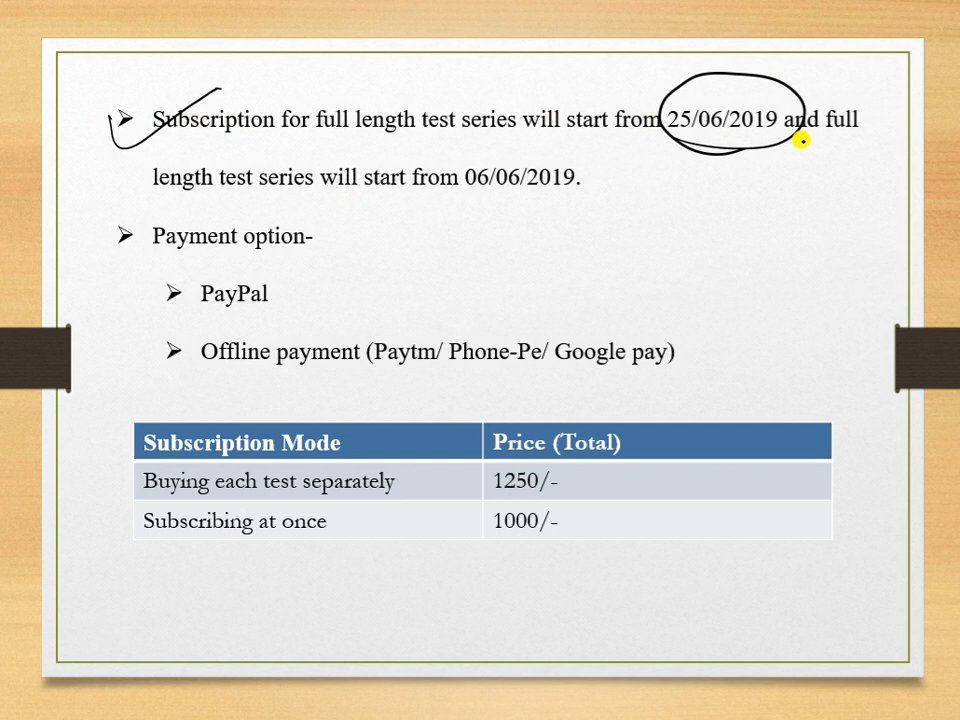 Subscription for full length test series will start from 25/06/2019 and full
length test series will start from 06/06/2019.
Payment option-
PayPal
Offline payment (Paytm/ Phone-Pe/ Google pay)
Subscription Mode Price (Total)
Buying each test separately 1250/-
Subscribing at once 1000/-